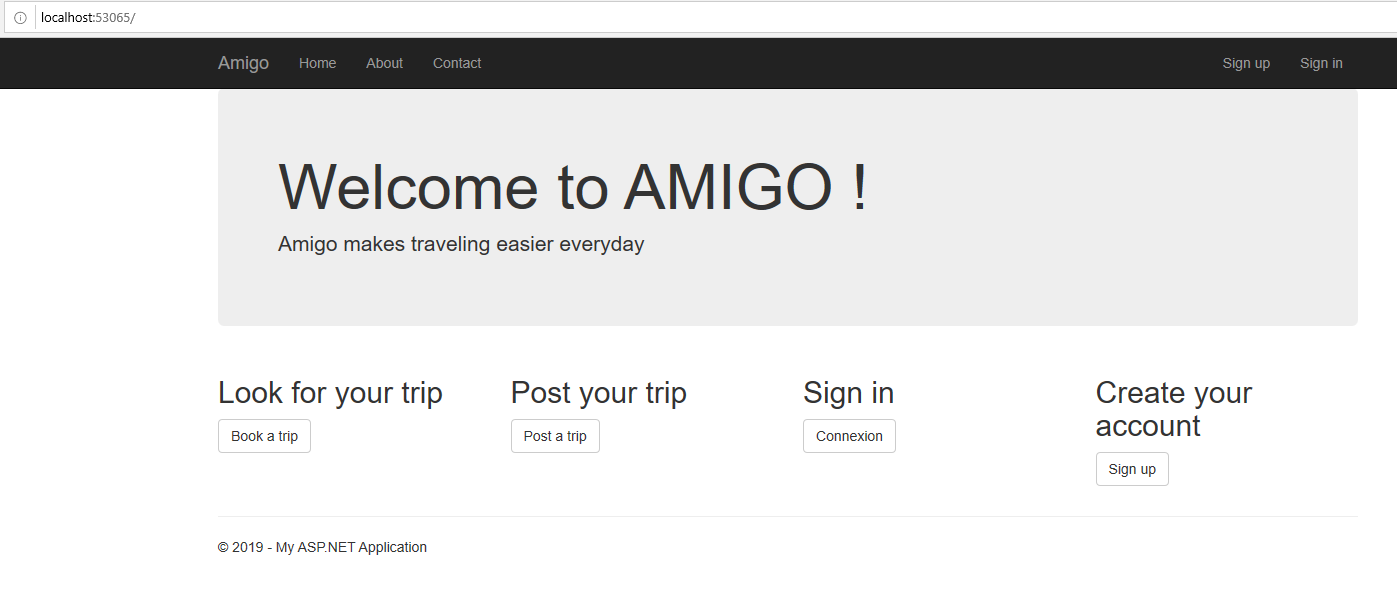 localhost:53065/
Amigo Home About Contact Sign up Sign in
Welcome to AMIGO !
Amigo makes traveling easier everyday
Look for your trip
Book a trip
Post your trip
Post a trip
Sign in
Connexion
Create your
account
Sign up
© 2019 - My ASP.NET Application